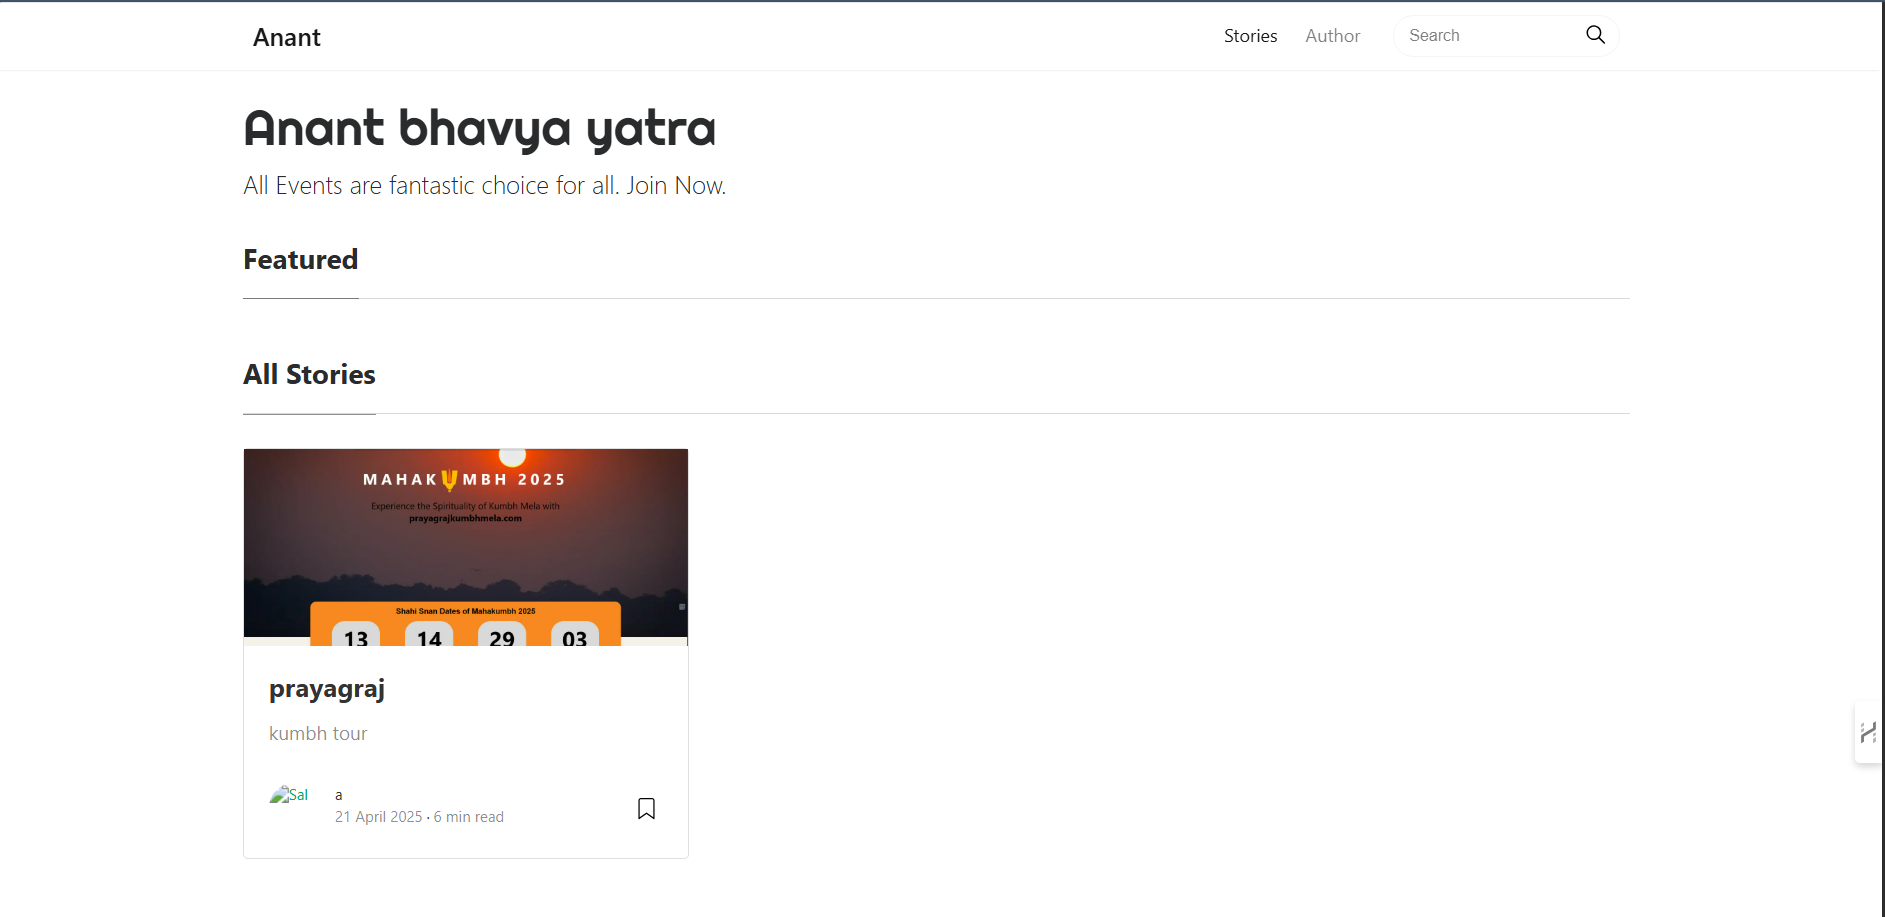 Anant
Stories
Author
Search
Anant bhavya yatra
All Events are fantastic choice for all. Join Now.
Featured
All Stories
MAHAKUMBH 2025
Experience the Spirituality of Kumbh Mela with
prayagrajkumbhmela.com
Shahi Snan Dates of Mahakumbh 2025
13 14 29 03
prayagraj
kumbh tour
Sal
a
21 April 2025 · 6 min read